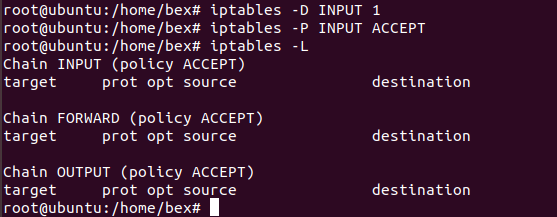 root@ubuntu:/home/bex# iptables -D INPUT 1
root@ubuntu:/home/bex# iptables -P INPUT ACCEPT
root@ubuntu:/home/bex# iptables -L
Chain INPUT (policy ACCEPT)
target     prot opt source               destination

Chain FORWARD (policy ACCEPT)
target     prot opt source               destination

Chain OUTPUT (policy ACCEPT)
target     prot opt source               destination
root@ubuntu:/home/bex#